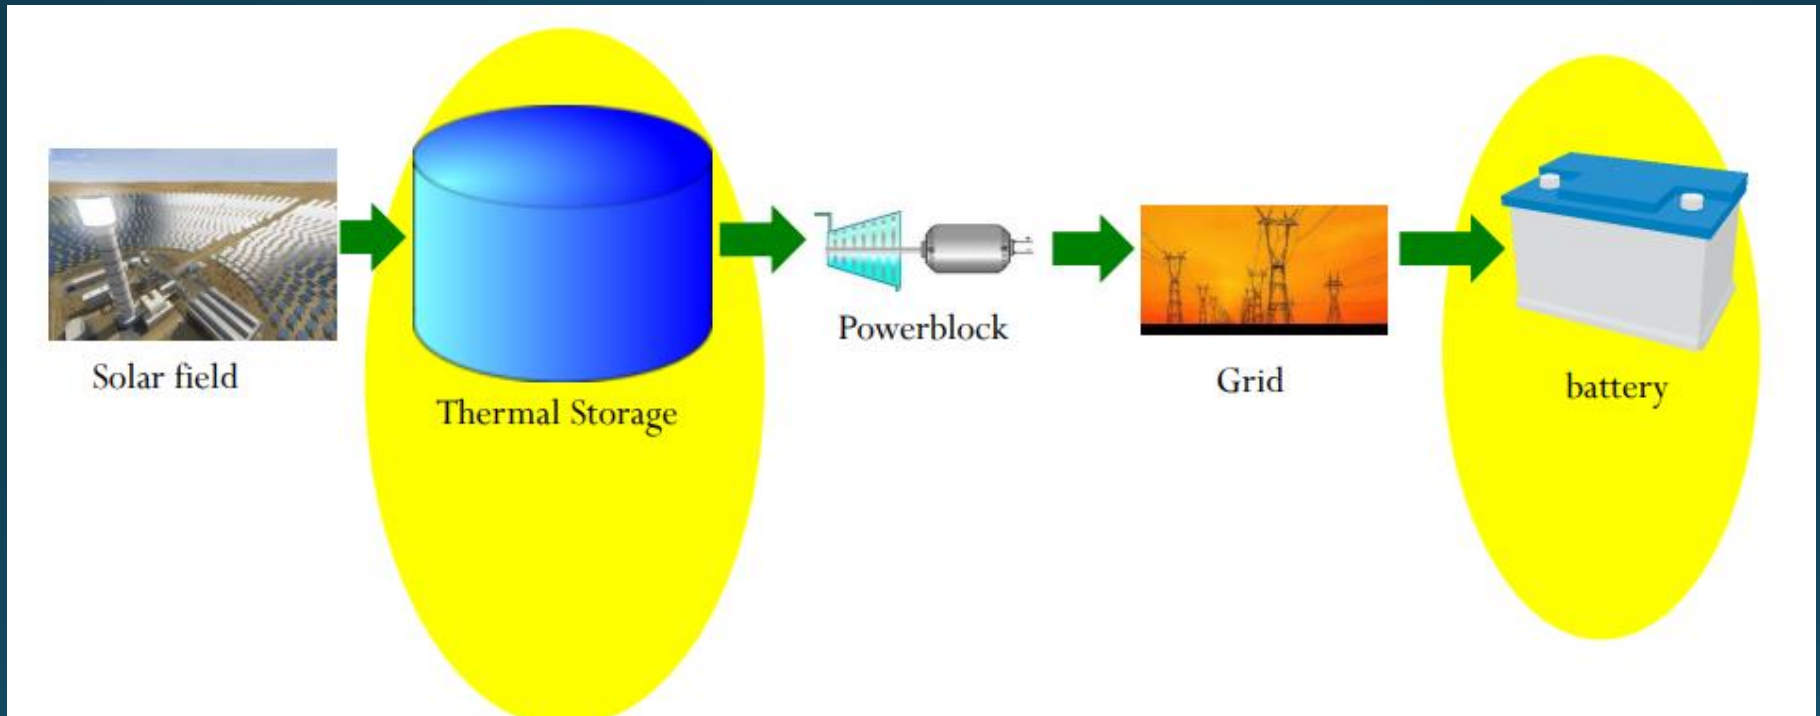 Solar field
Thermal Storage
Powerblock
Grid
battery